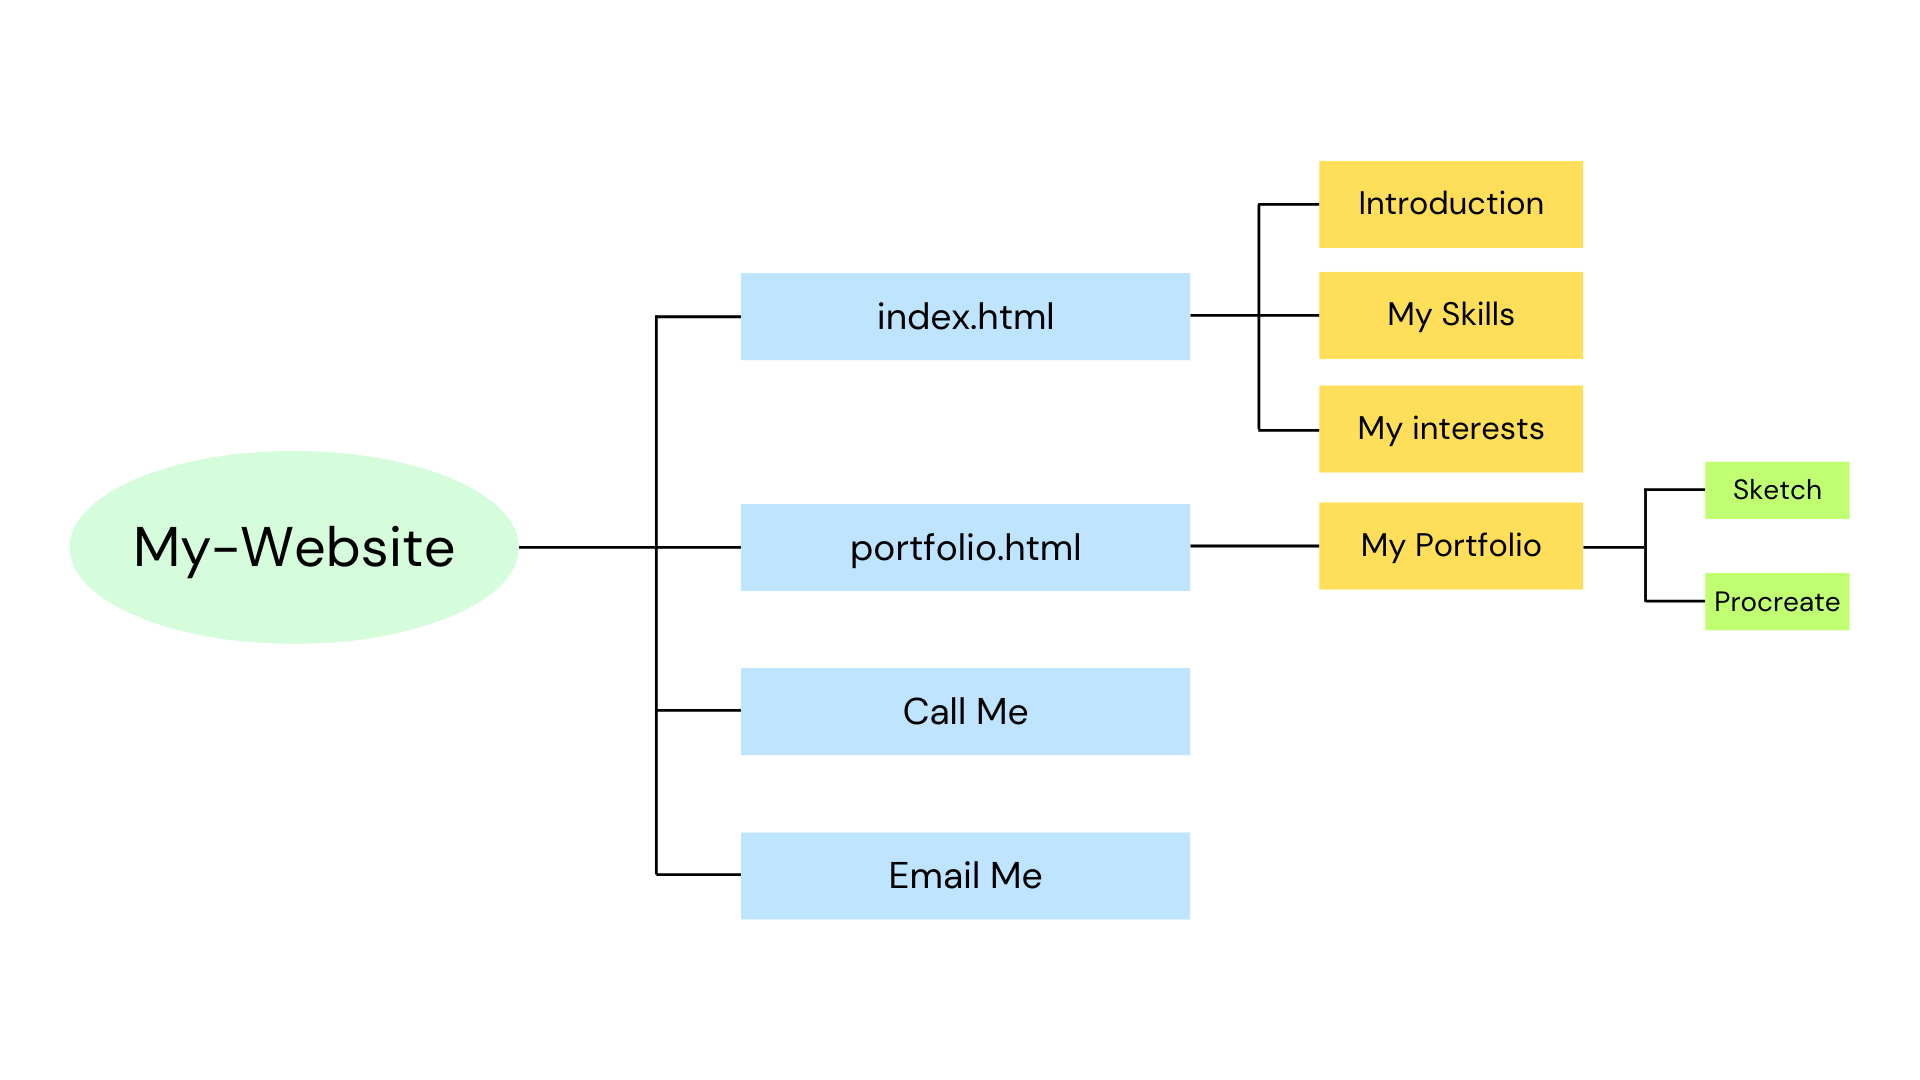 My-Website
index.html
Introduction
My Skills
My interests
portfolio.html
My Portfolio
Sketch
Procreate
Call Me
Email Me